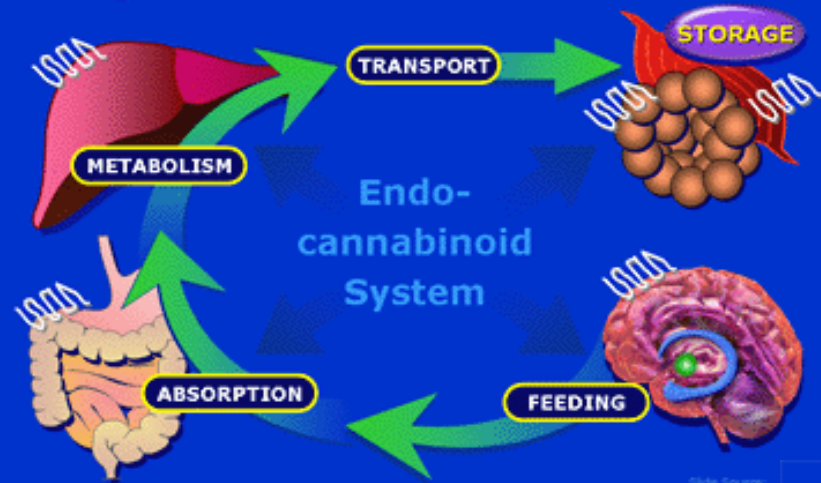 TRANSPORT
STORAGE
METABOLISM
Endo-
cannabinoid
System
ABSORPTION
FEEDING